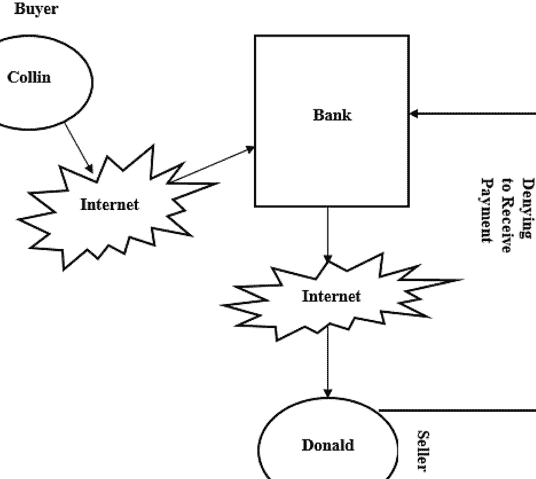 Buyer
Collin
Internet
Bank
Denying
to Receive
Payment
Internet
Donald
Seller